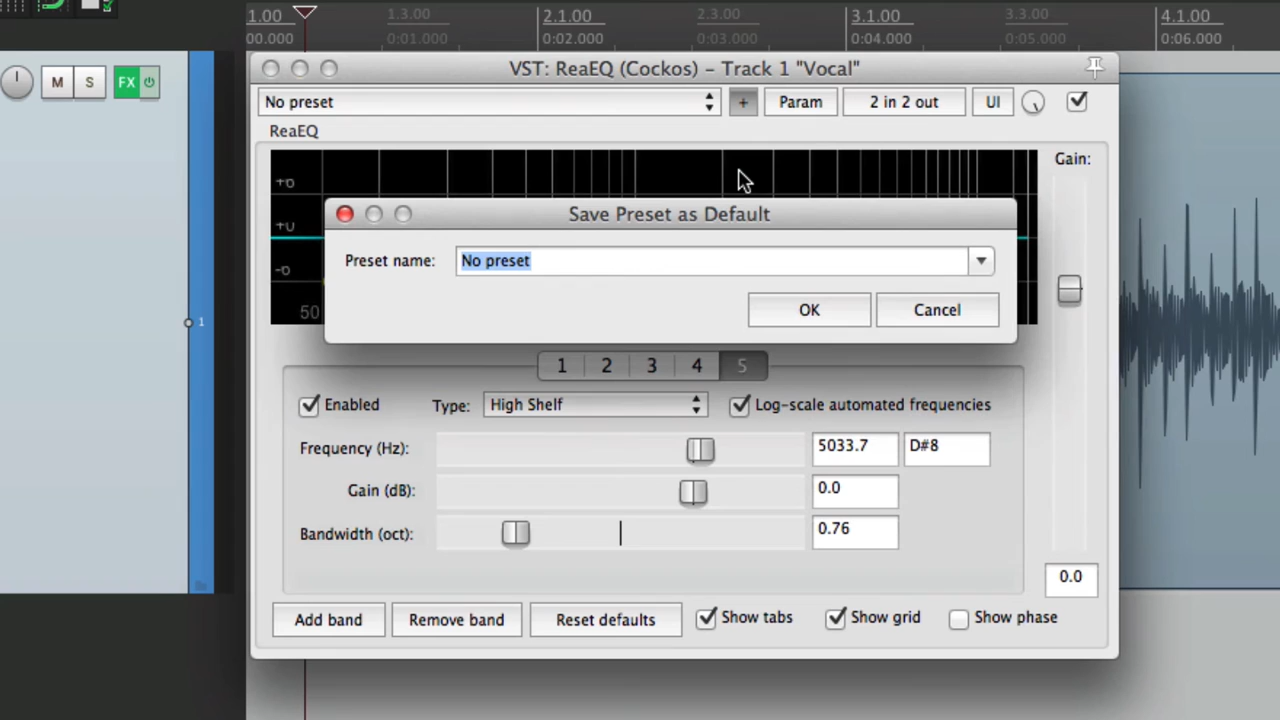 1.00 1.3.00 2.1.00 2.3.00 3.1.00 3.3.00 4.1.00
00.000 0:01.000 0:02.000 0:03.000 0:04.000 0:05.000 0:06.000
VST: ReaEQ (Cockos) - Track 1 "Vocal"
M S FX
No preset + Param 2 in 2 out UI
ReaEQ
Gain:
Save Preset as Default
Preset name: No preset
OK Cancel
50
1
1 2 3 4 5
Enabled Type: High Shelf Log-scale automated frequencies
Frequency (Hz): 5033.7 D#8
Gain (dB): 0.0
Bandwidth (oct): 0.76
0.0
Add band Remove band Reset defaults Show tabs Show grid Show phase